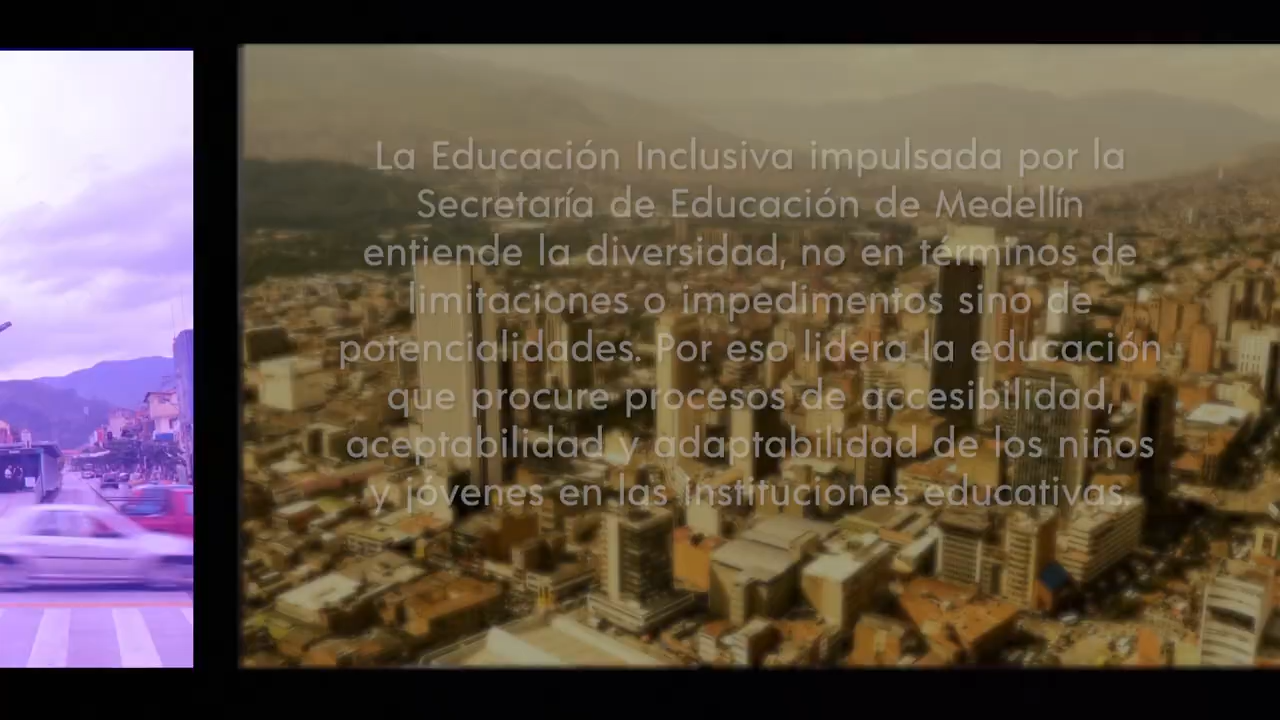 La Educación Inclusiva impulsada por la
Secretaría de Educación de Medellín
entiende la diversidad, no en términos de
limitaciones o impedimentos sino de
potencialidades. Por eso lidera la educación
que procure procesos de accesibilidad,
aceptabilidad y adaptabilidad de los niños
y jóvenes en las instituciones educativas.